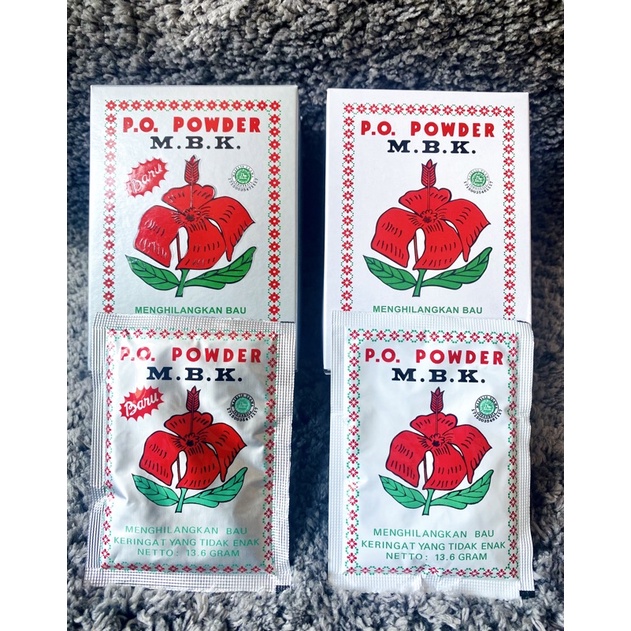 P.O. POWDER
M.B.K.
Baru
MENGHILANGKAN BAU
P.O. POWDER
M.B.K.
MENGHILANGKAN BAU
P.O. POWDER
M.B.K.
Baru
MENGHILANGKAN BAU
KERINGAT YANG TIDAK ENAK
NETTO: 13.6 GRAM
P.O. POWDER
M.B.K.
MENGHILANGKAN BAU
KERINGAT YANG TIDAK ENAK
NETTO: 13.6 GRAM